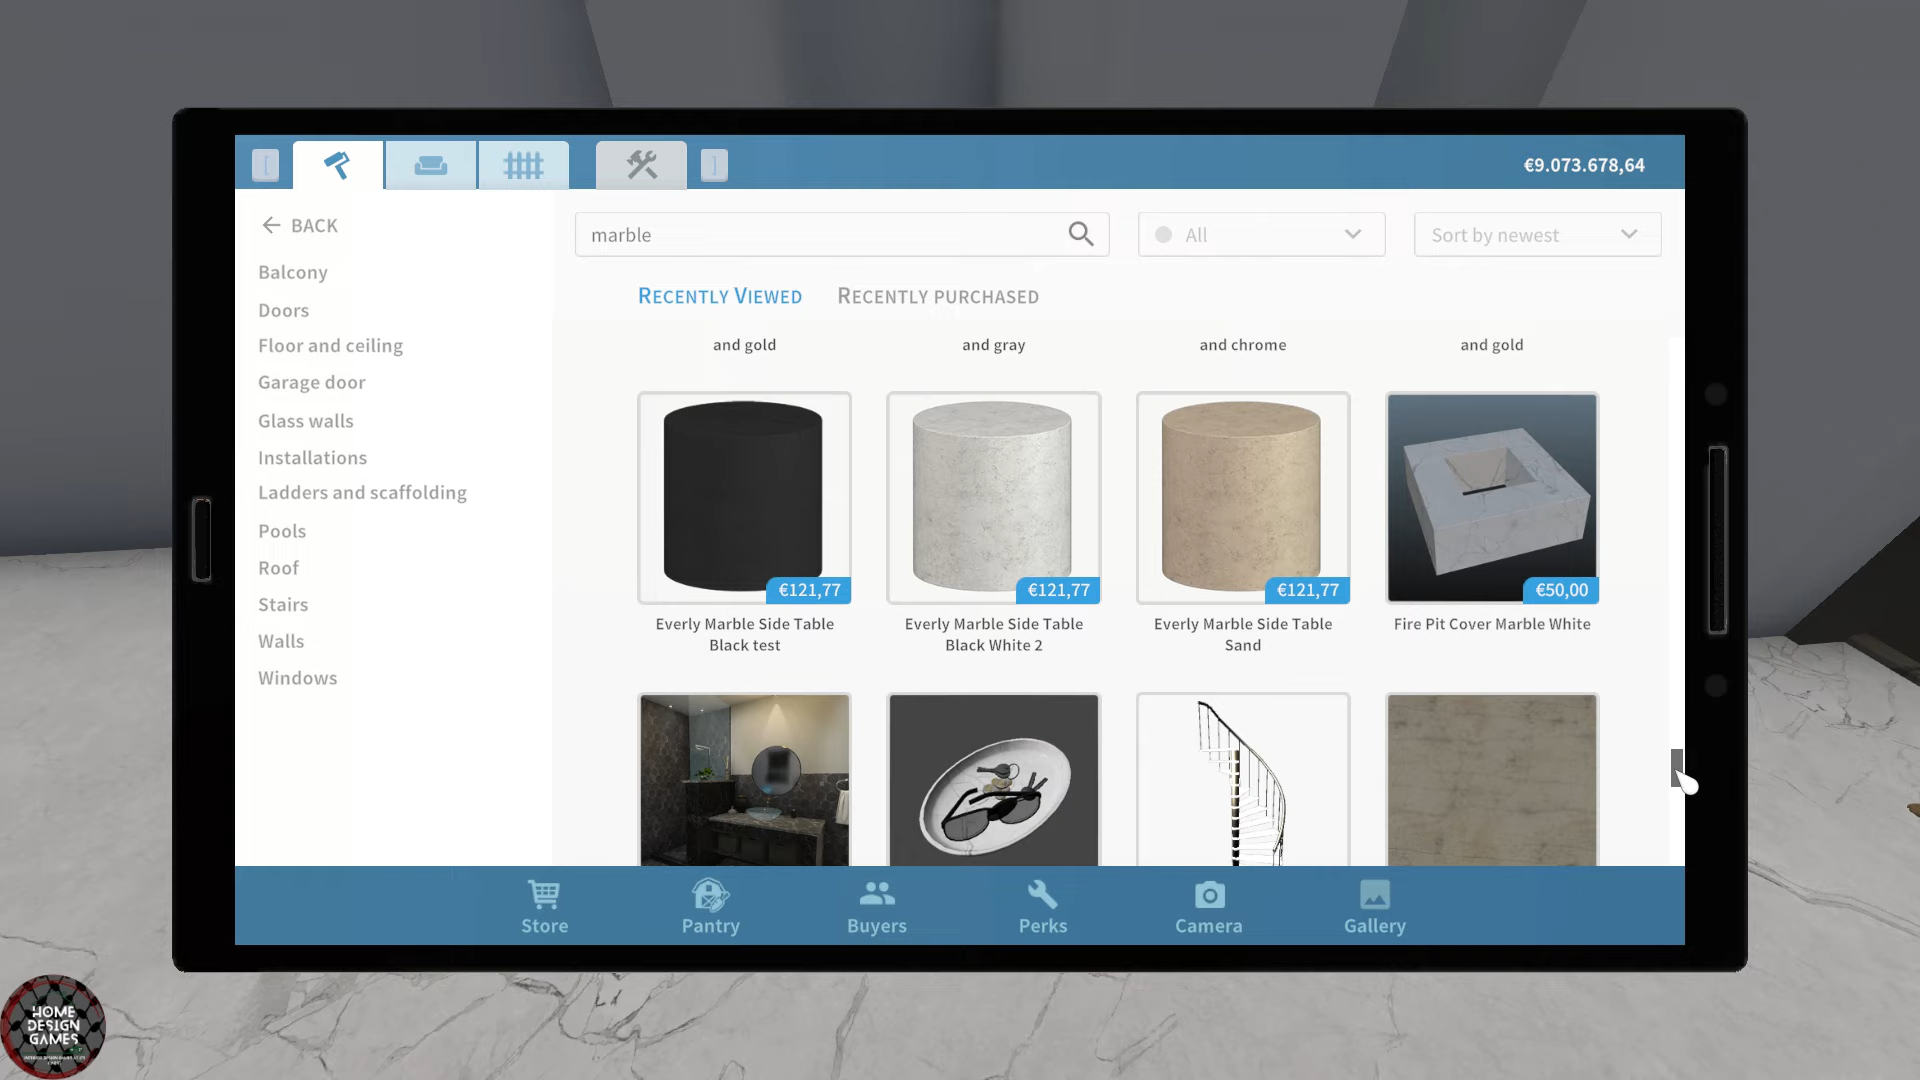 [
]
€9.073.678,64
BACK
marble
All
Sort by newest
Balcony
Doors
Floor and ceiling
Garage door
Glass walls
Installations
Ladders and scaffolding
Pools
Roof
Stairs
Walls
Windows
RECENTLY VIEWED
RECENTLY PURCHASED
and gold
and gray
and chrome
and gold
€121,77
€121,77
€121,77
€50,00
Everly Marble Side Table
Black test
Everly Marble Side Table
Black White 2
Everly Marble Side Table
Sand
Fire Pit Cover Marble White
Store
Pantry
Buyers
Perks
Camera
Gallery
HOME
DESIGN
GAMES